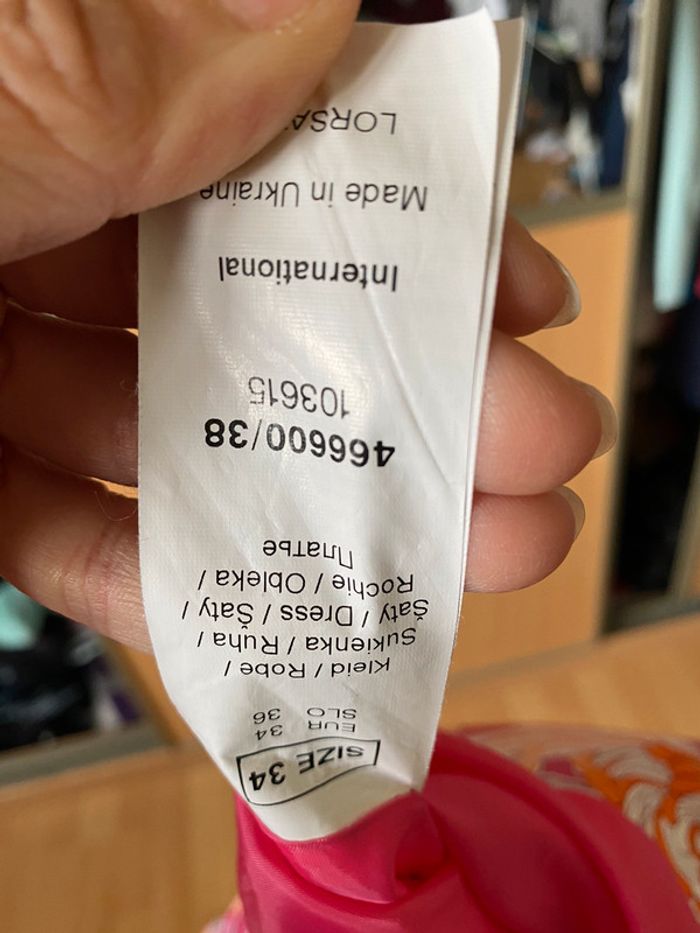 SIZE 34
EUR 34
SLO 36
Kleid / Robe /
Sukienka / Ruha /
Šaty / Dress / Šaty /
Rochie / Obleka /
Платье
466600/38
103615
International
Made in Ukraine